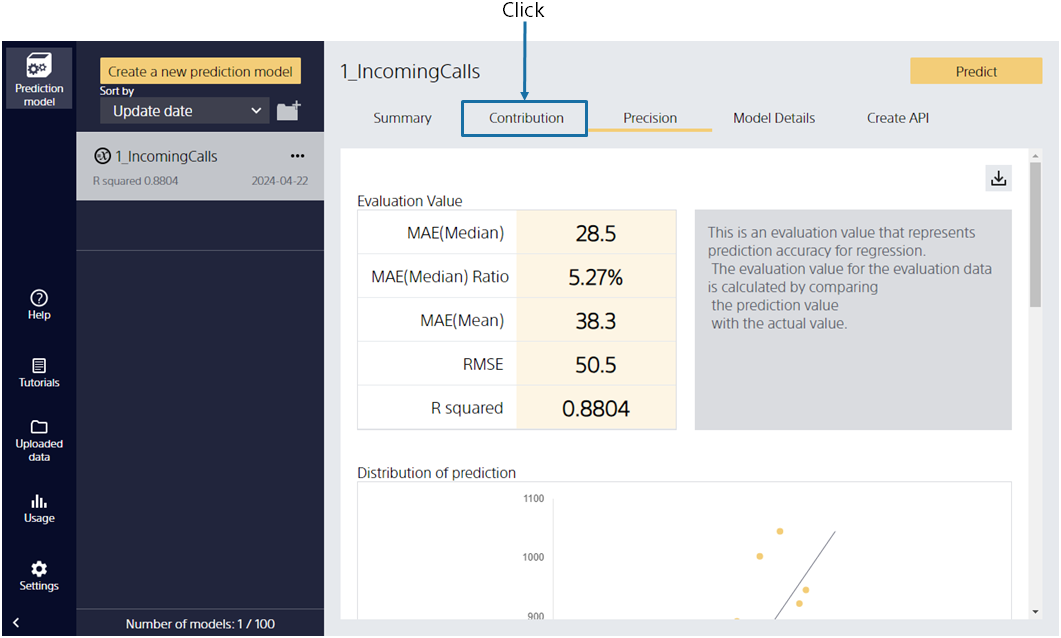 Click
Prediction
model
Help
Tutorials
Uploaded
data
Usage
Settings
Create a new prediction model
Sort by
Update date
1_IncomingCalls
R squared 0.8804 2024-04-22
Number of models: 1 / 100
1_IncomingCalls
Predict
Summary Contribution Precision Model Details Create API
Evaluation Value
MAE(Median) 28.5
MAE(Median) Ratio 5.27%
MAE(Mean) 38.3
RMSE 50.5
R squared 0.8804
This is an evaluation value that represents
prediction accuracy for regression.
The evaluation value for the evaluation data
is calculated by comparing
the prediction value
with the actual value.
Distribution of prediction
1100
1000
900